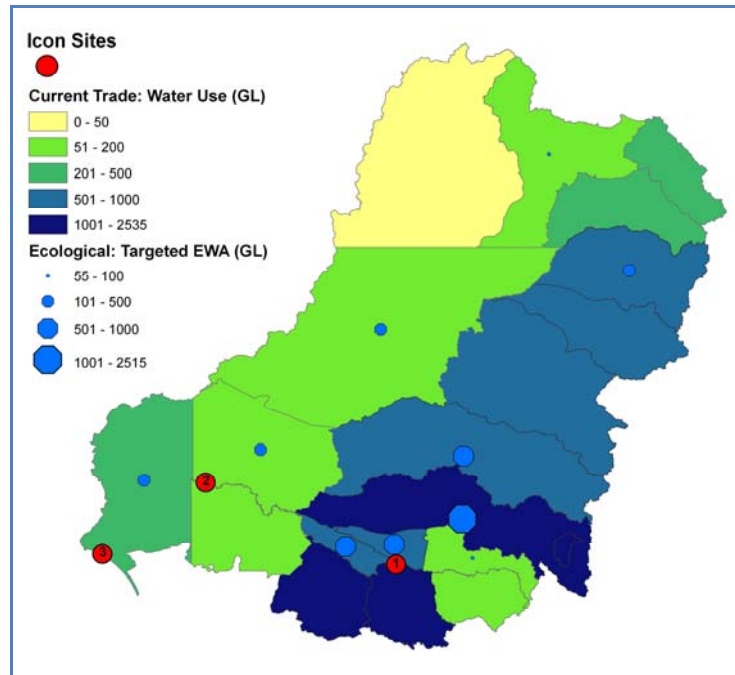 Icon Sites
Current Trade: Water Use (GL)
0 - 50
51 - 200
201 - 500
501 - 1000
1001 - 2535
Ecological: Targeted EWA (GL)
55 - 100
101 - 500
501 - 1000
1001 - 2515
2
3
1